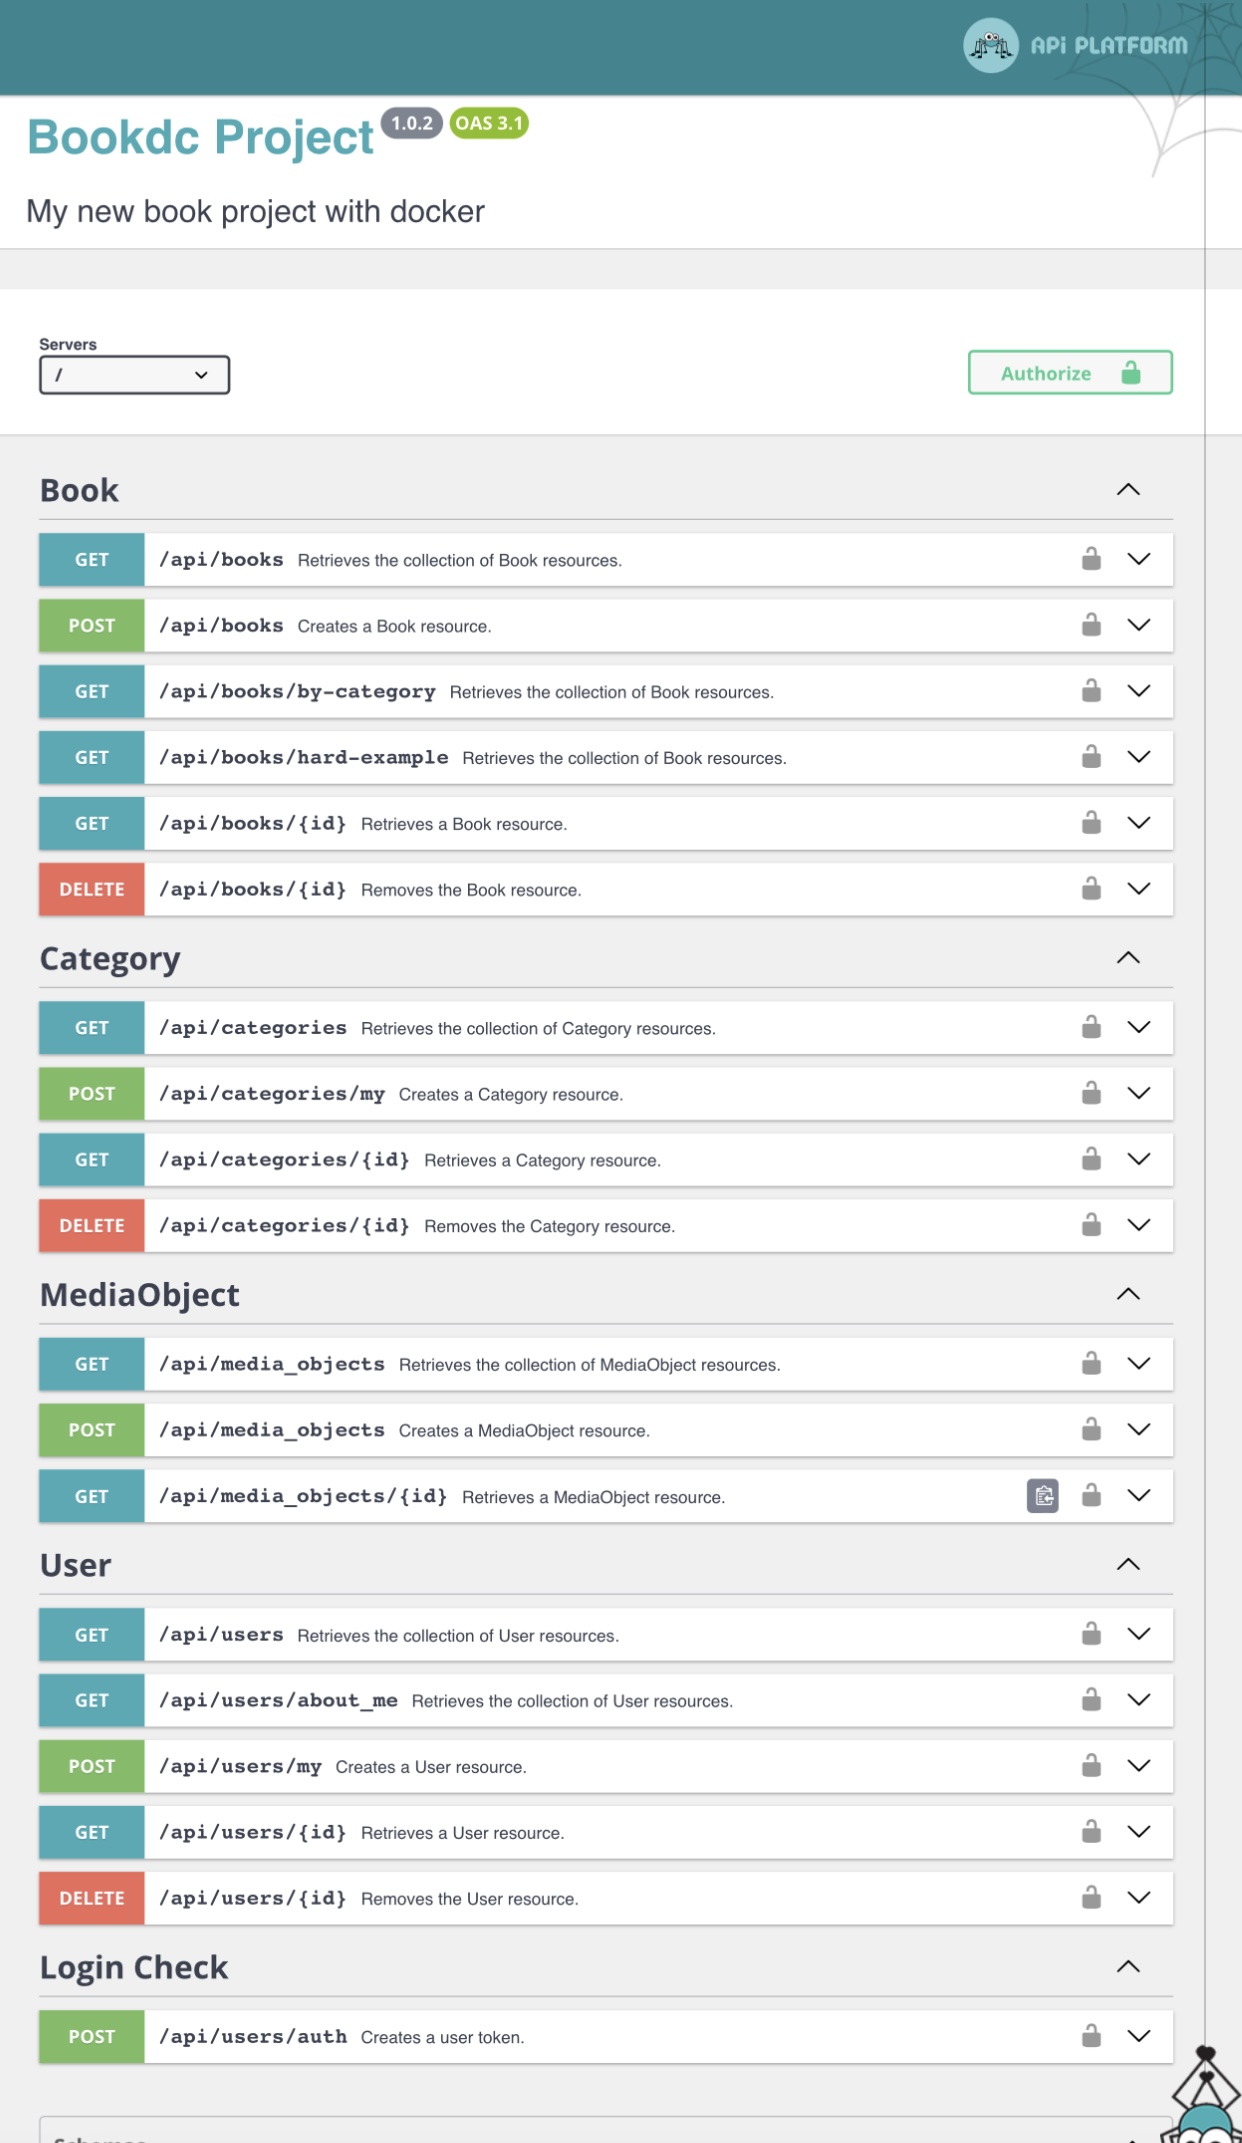 API PLATFORM
Bookdc Project 1.0.2 OAS 3.1
My new book project with docker
Servers
/
Authorize
Book
GET /api/books Retrieves the collection of Book resources.
POST /api/books Creates a Book resource.
GET /api/books/by-category Retrieves the collection of Book resources.
GET /api/books/hard-example Retrieves the collection of Book resources.
GET /api/books/{id} Retrieves a Book resource.
DELETE /api/books/{id} Removes the Book resource.
Category
GET /api/categories Retrieves the collection of Category resources.
POST /api/categories/my Creates a Category resource.
GET /api/categories/{id} Retrieves a Category resource.
DELETE /api/categories/{id} Removes the Category resource.
MediaObject
GET /api/media_objects Retrieves the collection of MediaObject resources.
POST /api/media_objects Creates a MediaObject resource.
GET /api/media_objects/{id} Retrieves a MediaObject resource.
User
GET /api/users Retrieves the collection of User resources.
GET /api/users/about_me Retrieves the collection of User resources.
POST /api/users/my Creates a User resource.
GET /api/users/{id} Retrieves a User resource.
DELETE /api/users/{id} Removes the User resource.
Login Check
POST /api/users/auth Creates a user token.